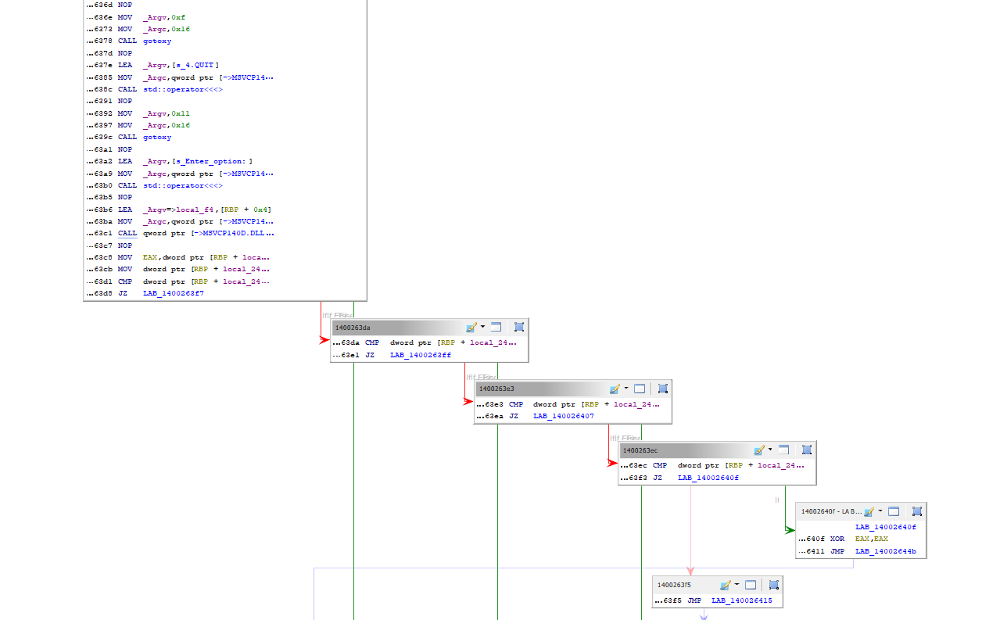 ...636d NOP
...636e MOV _Argv,0xf
...6373 MOV _Argc,0x16
...6378 CALL gotoxy
...637d NOP
...637e LEA _Argv,[s_4.QUIT]
...6385 MOV _Argc,qword ptr [->MSVCP14...
...638c CALL std::operator<<<>
...6391 NOP
...6392 MOV _Argv,0x11
...6397 MOV _Argc,0x16
...639c CALL gotoxy
...63a1 NOP
...63a2 LEA _Argv,[s_Enter_option:]
...63a9 MOV _Argc,qword ptr [->MSVCP14...
...63b0 CALL std::operator<<<>
...63b5 NOP
...63b6 LEA _Argv=>local_f4,[RBP + 0x4]
...63ba MOV _Argc,qword ptr [->MSVCP14...
...63c1 CALL qword ptr [->MSVCP140D.DLL...
...63c7 NOP
...63c8 MOV EAX,dword ptr [RBP + loca...
...63cb MOV dword ptr [RBP + local_24...
...63d1 CMP dword ptr [RBP + local_24...
...63d8 JZ LAB_1400263f7
1400263da
...63da CMP dword ptr [RBP + local_24...
...63e1 JZ LAB_1400263ff
1400263e3
...63e3 CMP dword ptr [RBP + local_24...
...63ea JZ LAB_140026407
1400263ec
...63ec CMP dword ptr [RBP + local_24...
...63f3 JZ LAB_14002640f
If
14002640f - LAB...
LAB_14002640f
...640f XOR EAX,EAX
...6411 JMP LAB_14002644b
1400263f5
...63f5 JMP LAB_140026415